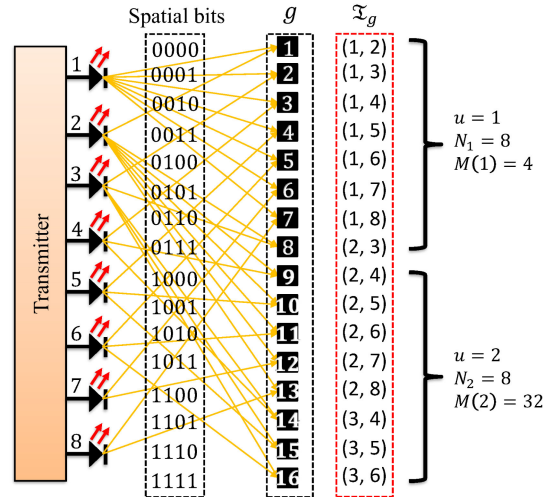 Spatial bits g 𝔗g
1 0000 1 (1, 2)
0001 2 (1, 3)
0010 3 (1, 4)
2 0011 4 (1, 5)
0100 5 (1, 6)
3 0101 6 (1, 7)
0110 7 (1, 8)
4 0111 8 (2, 3)
u = 1
N₁ = 8
M(1) = 4
5 1000 9 (2, 4)
1001 10 (2, 5)
6 1010 11 (2, 6)
1011 12 (2, 7)
7 1100 13 (2, 8)
1101 14 (3, 4)
8 1110 15 (3, 5)
1111 16 (3, 6)
u = 2
N₂ = 8
M(2) = 32
Transmitter